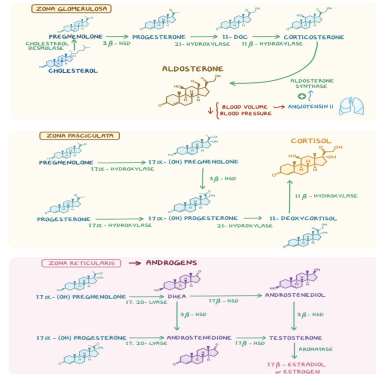 ZONA GLOMERULOSA
PREGNENOLONE
3β - HSD
PROGESTERONE
21- HYDROXYLASE
11- DOC
11β - HYDROXYLASE
CORTICOSTERONE
CHOLESTEROL
DESMOLASE
CHOLESTEROL
ALDOSTERONE
ALDOSTERONE
SYNTHASE
↓ BLOOD VOLUME
BLOOD PRESSURE
ANGIOTENSIN II
ZONA FASCICULATA
CORTISOL
PREGNENOLONE
17α - HYDROXYLASE
17α - (OH) PREGNENOLONE
3β - HSD
11β - HYDROXYLASE
PROGESTERONE
17α - HYDROXYLASE
17α - (OH) PROGESTERONE
21- HYDROXYLASE
11- DEOXYCORTISOL
ZONA RETICULARIS → ANDROGENS
17α - (OH) PREGNENOLONE
17, 20- LYASE
DHEA
17β - HSD
ANDROSTENEDIOL
3β - HSD
3β - HSD
17α - (OH) PROGESTERONE
17, 20- LYASE
ANDROSTENEDIONE
17β - HSD
TESTOSTERONE
AROMATASE
17β - ESTRADIOL
or ESTROGEN